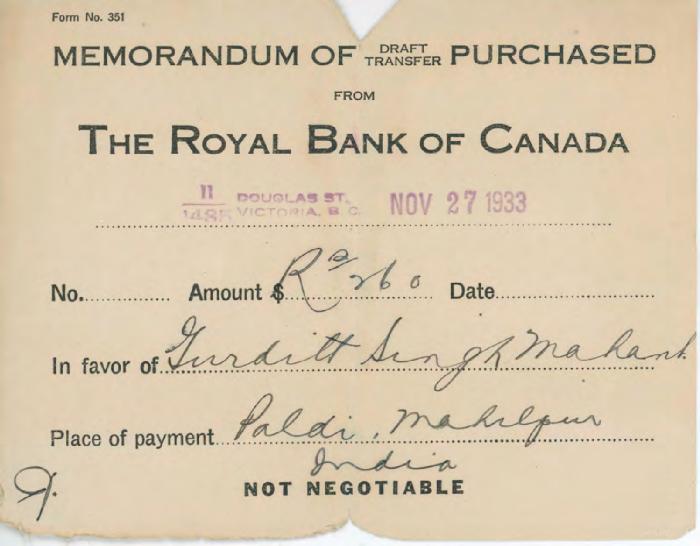 Form No. 351
MEMORANDUM OF DRAFT TRANSFER PURCHASED
FROM
THE ROYAL BANK OF CANADA
11 DOUGLAS ST.
1485 VICTORIA, B.C. NOV 27 1933
No. Amount $ Rs 260 Date
In favor of Gurditt Singh Mahant
Place of payment Paldi, Mahilpur
India
NOT NEGOTIABLE